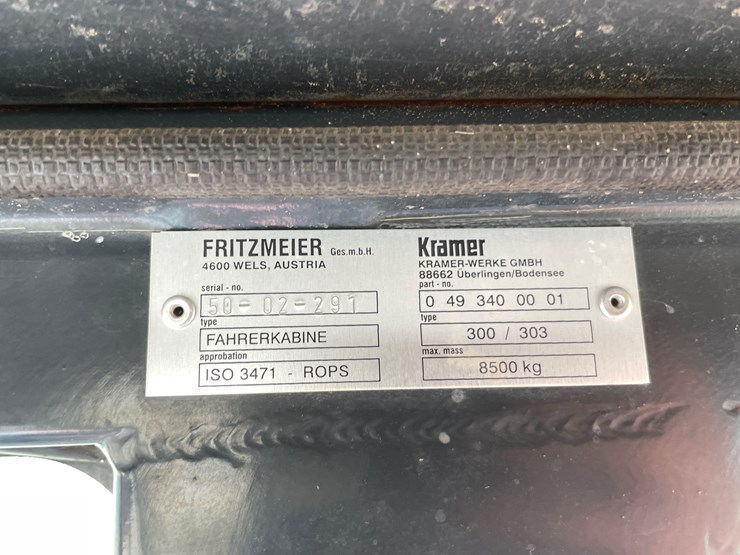 FRITZMEIER Ges.m.b.H.
4600 WELS, AUSTRIA
serial - no.
50-02-291
type
FAHRERKABINE
approbation
ISO 3471 - ROPS
Kramer
KRAMER-WERKE GMBH
88662 Überlingen/Bodensee
part - no.
0 49 340 00 01
type
300 / 303
max. mass
8500 kg